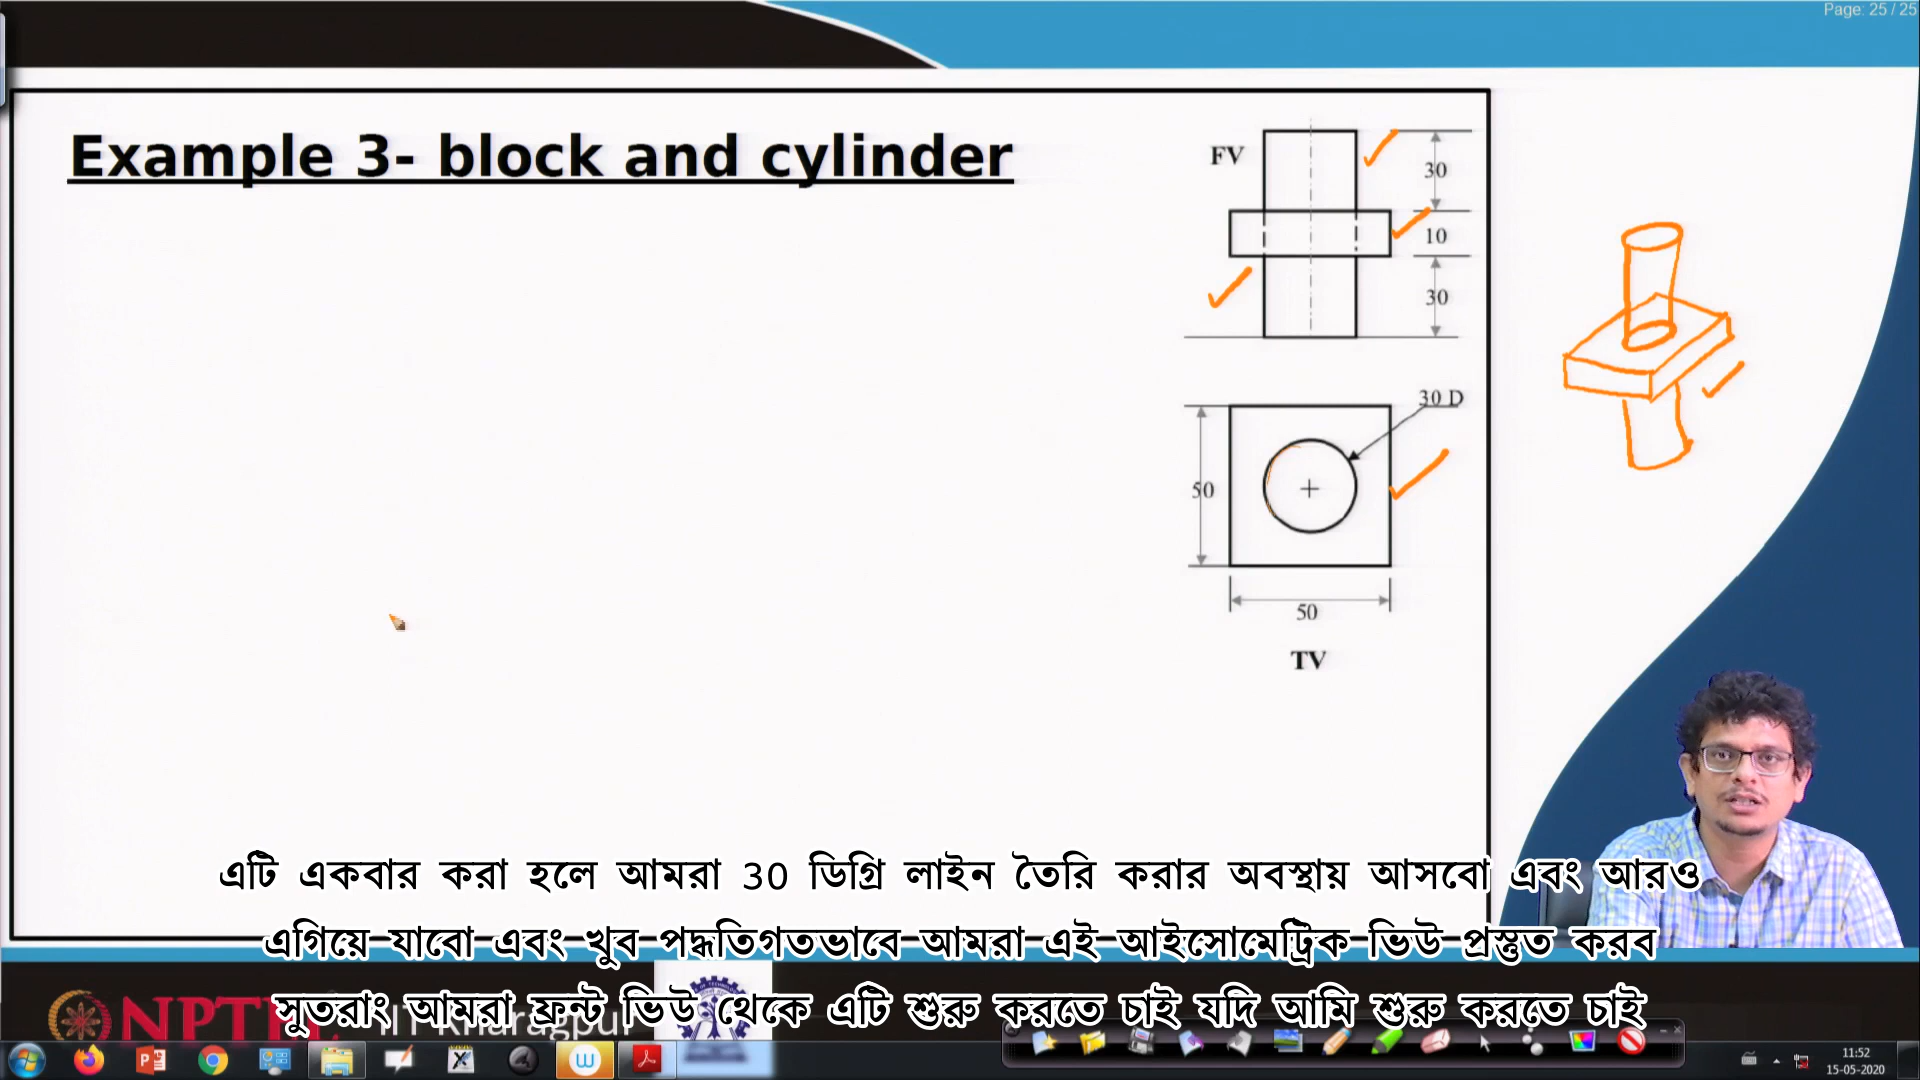 Page: 25 / 25
Example 3- block and cylinder
FV
30
10
30
30 D
50
50
TV
এটি একবার করা হলে আমরা 30 ডিগ্রি লাইন তৈরি করার অবস্থায় আসবো এবং আরও
এগিয়ে যাবো এবং খুব পদ্ধতিগতভাবে আমরা এই আইসোমেট্রিক ভিউ প্রস্তুত করব
সুতরাং আমরা ফ্রন্ট ভিউ থেকে এটি শুরু করতে চাই যদি আমি শুরু করতে চাই
11:52
15-05-2020